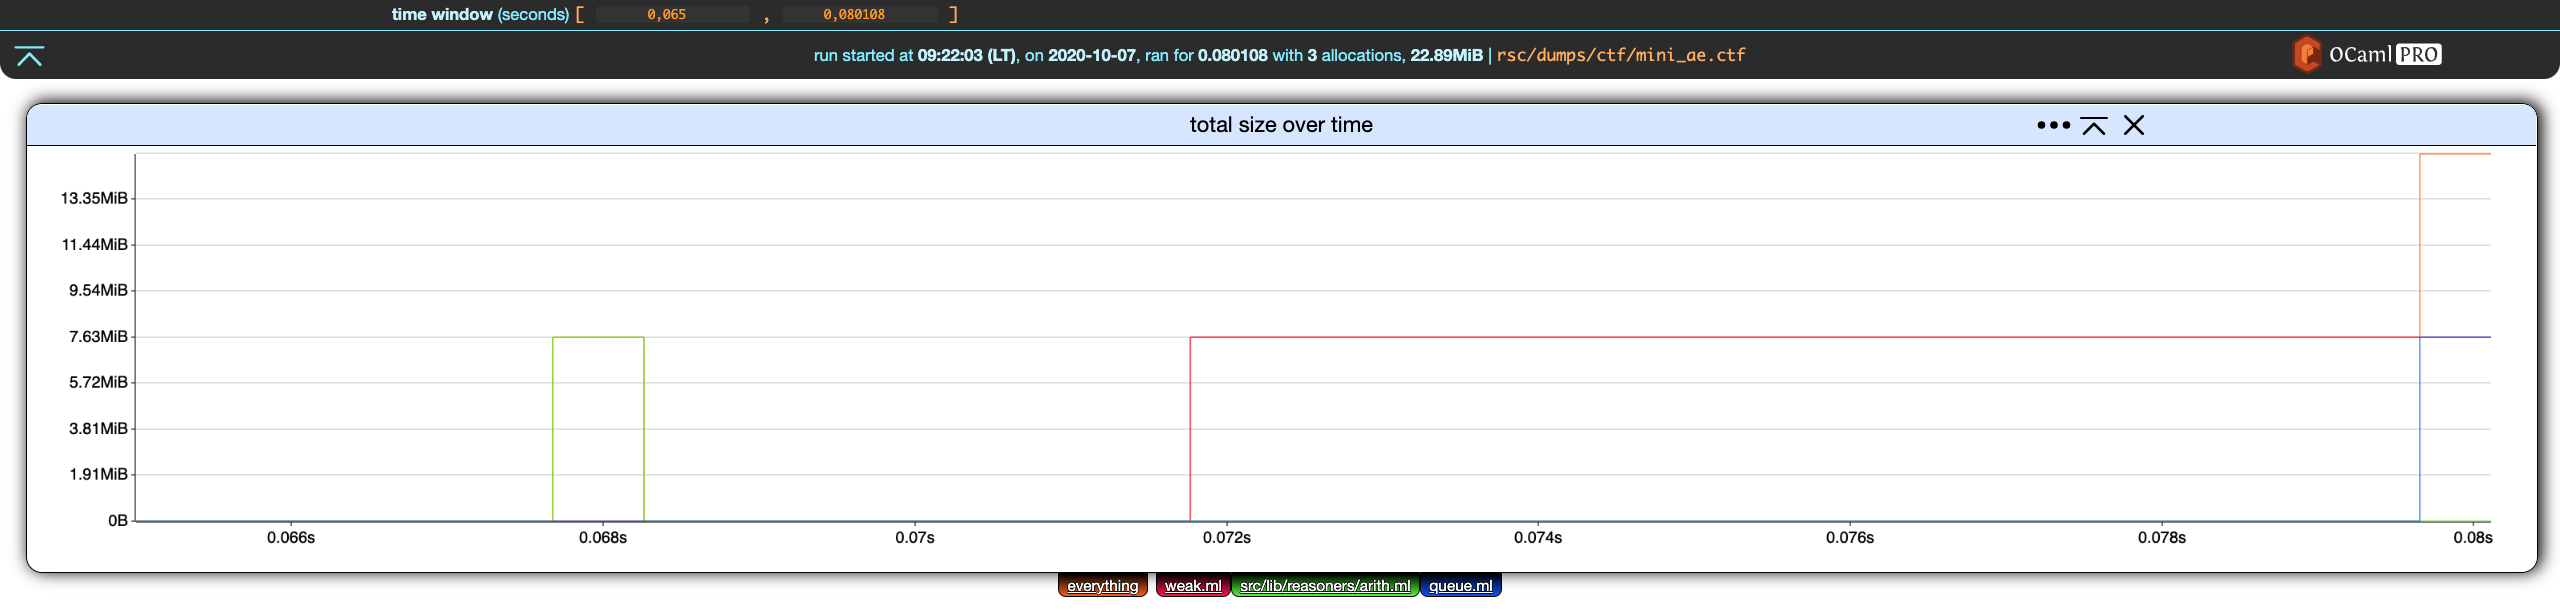 time window (seconds) [ 0,065 , 0,080108 ]
run started at 09:22:03 (LT), on 2020-10-07, ran for 0.080108 with 3 allocations, 22.89MiB | rsc/dumps/ctf/mini_ae.ctf
OCaml PRO
total size over time
13.35MiB
11.44MiB
9.54MiB
7.63MiB
5.72MiB
3.81MiB
1.91MiB
0B
0.066s 0.068s 0.07s 0.072s 0.074s 0.076s 0.078s 0.08s
everything weak.ml src/lib/reasoners/arith.ml queue.ml